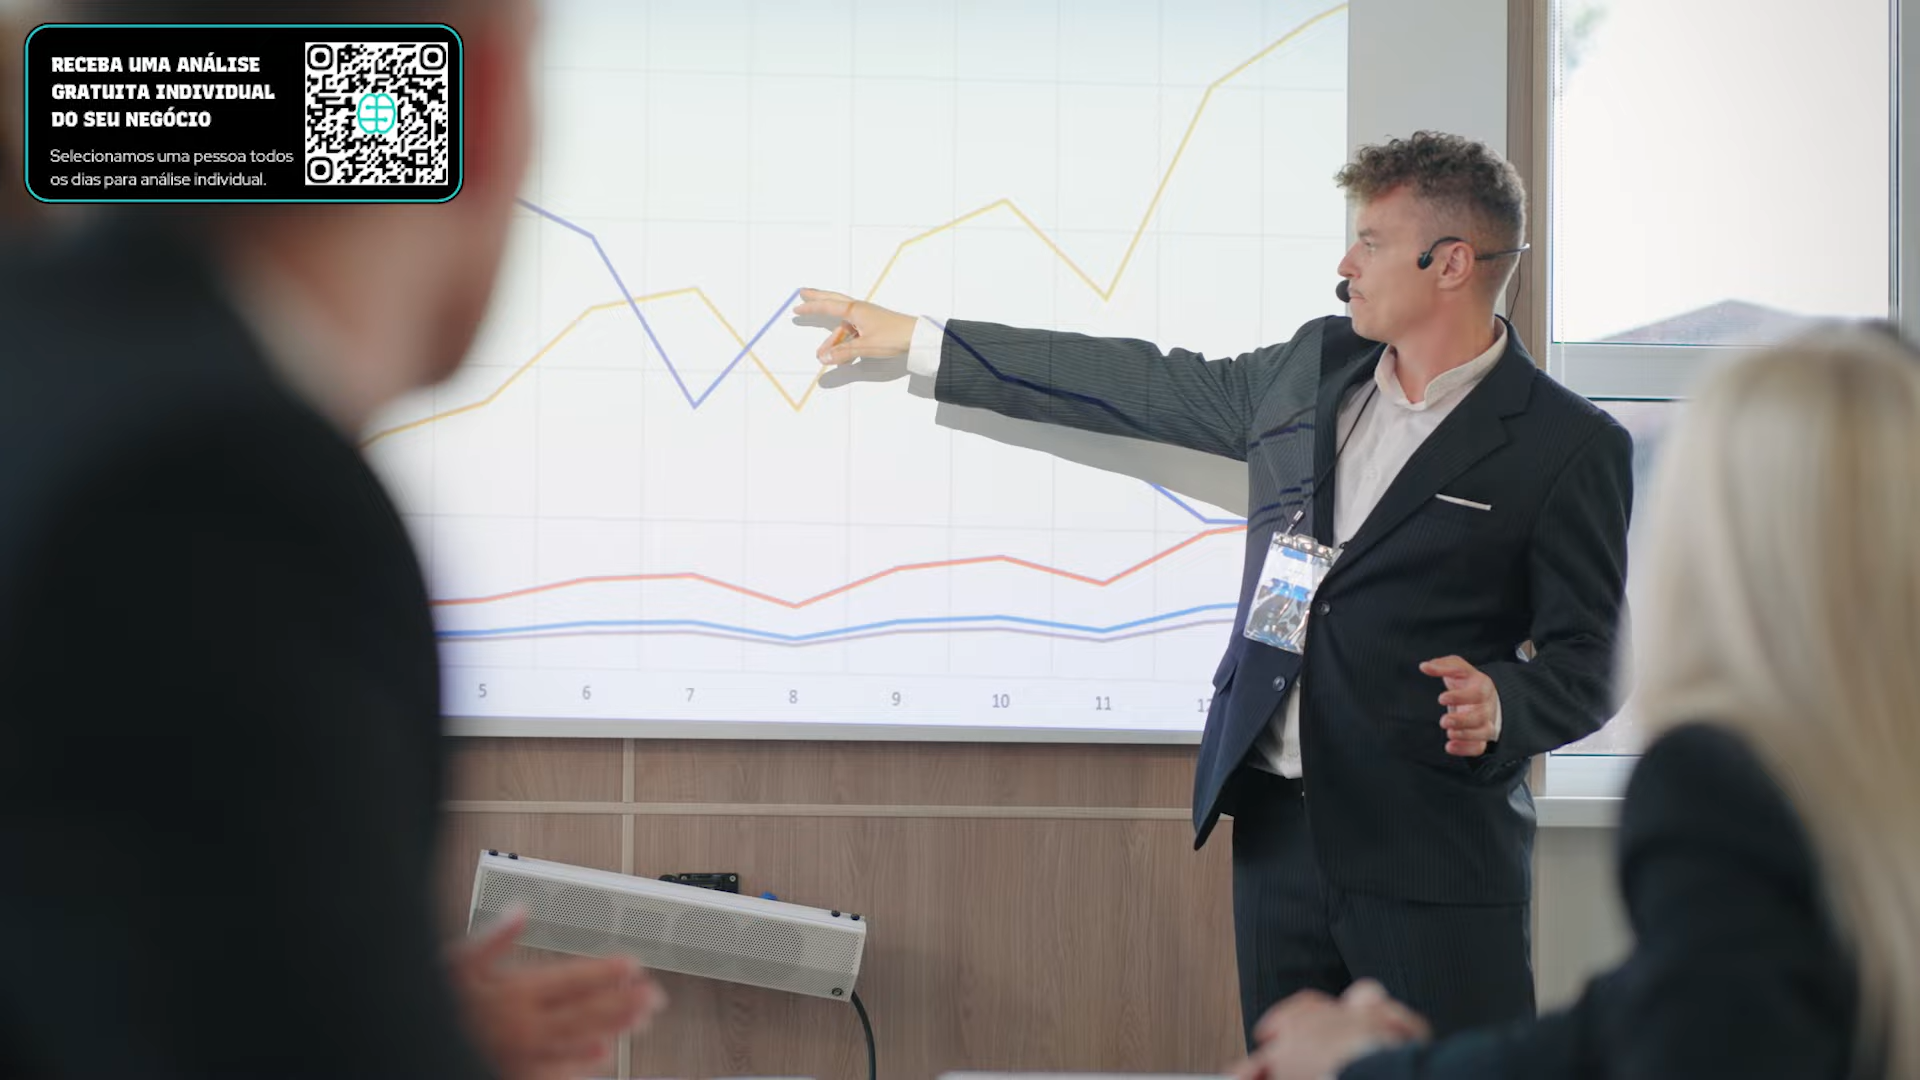 RECEBA UMA ANÁLISE
GRATUITA INDIVIDUAL
DO SEU NEGÓCIO
Selecionamos uma pessoa todos
os dias para análise individual.
5 6 7 8 9 10 11